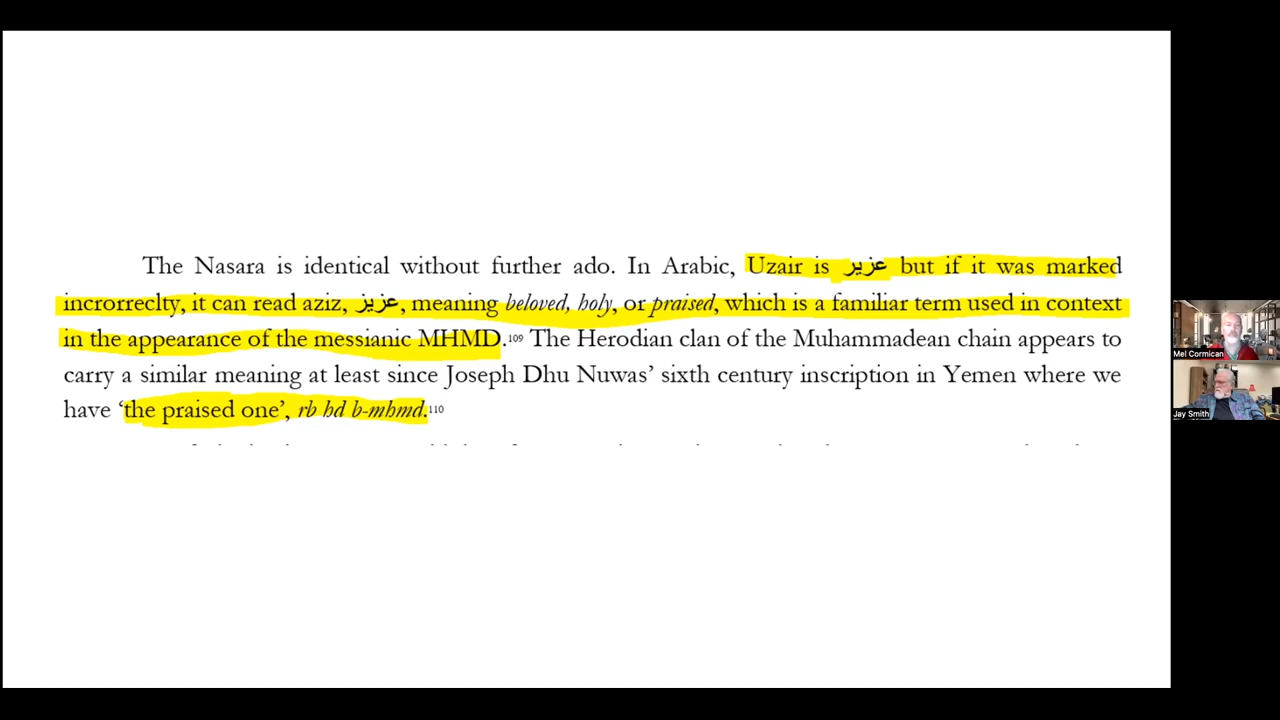 The Nasara is identical without further ado. In Arabic, Uzair is عزير but if it was marked
incrorreclty, it can read aziz, عزيز, meaning beloved, holy, or praised, which is a familiar term used in context
in the appearance of the messianic MHMD.109 The Herodian clan of the Muhammadean chain appears to
carry a similar meaning at least since Joseph Dhu Nuwas’ sixth century inscription in Yemen where we
have ‘the praised one’, rb hd b-mhmd.110
Mel Cormican
Jay Smith